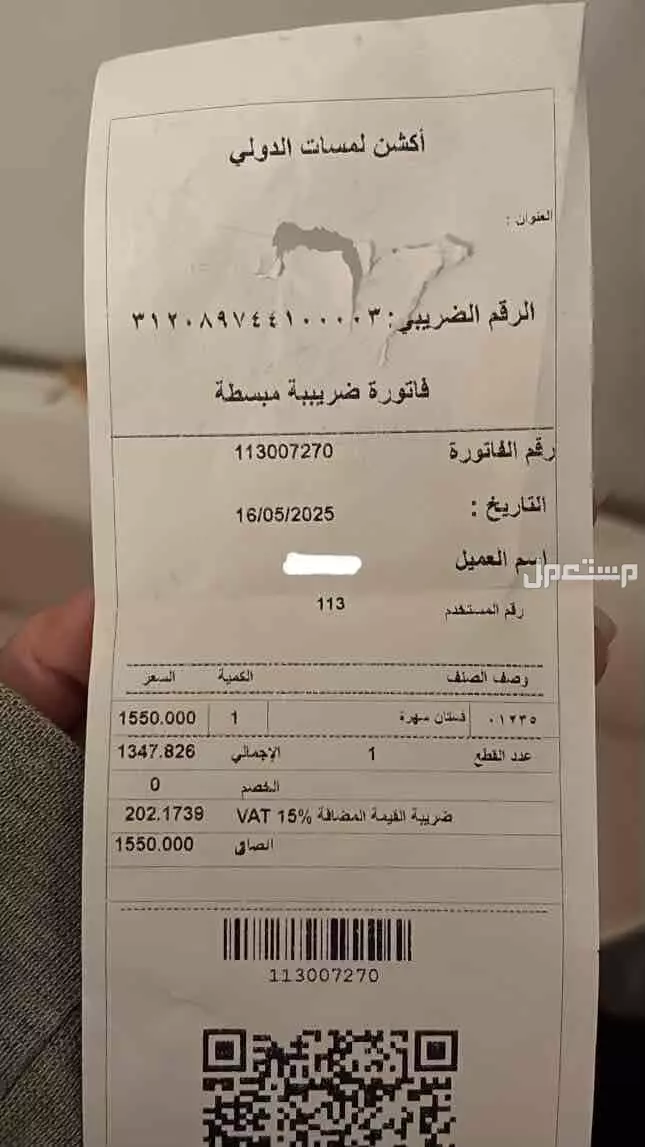 أكشن لمسات الدولي
العنوان :
الرقم الضريبي: ٣١٢٠٨٩٧٤٤١٠٠٠٠٣
فاتورة ضريبية مبسطة
رقم الفاتورة 113007270
التاريخ : 16/05/2025
اسم العميل
مستعمل
رقم المستخدم 113
وصف الصنف الكمية السعر
٠١٢٣٥ فستان سهرة 1 1550.000
عدد القطع 1 الإجمالي 1347.826
الخصم 0
ضريبة القيمة المضافة VAT 15% 202.1739
الصافي 1550.000
113007270